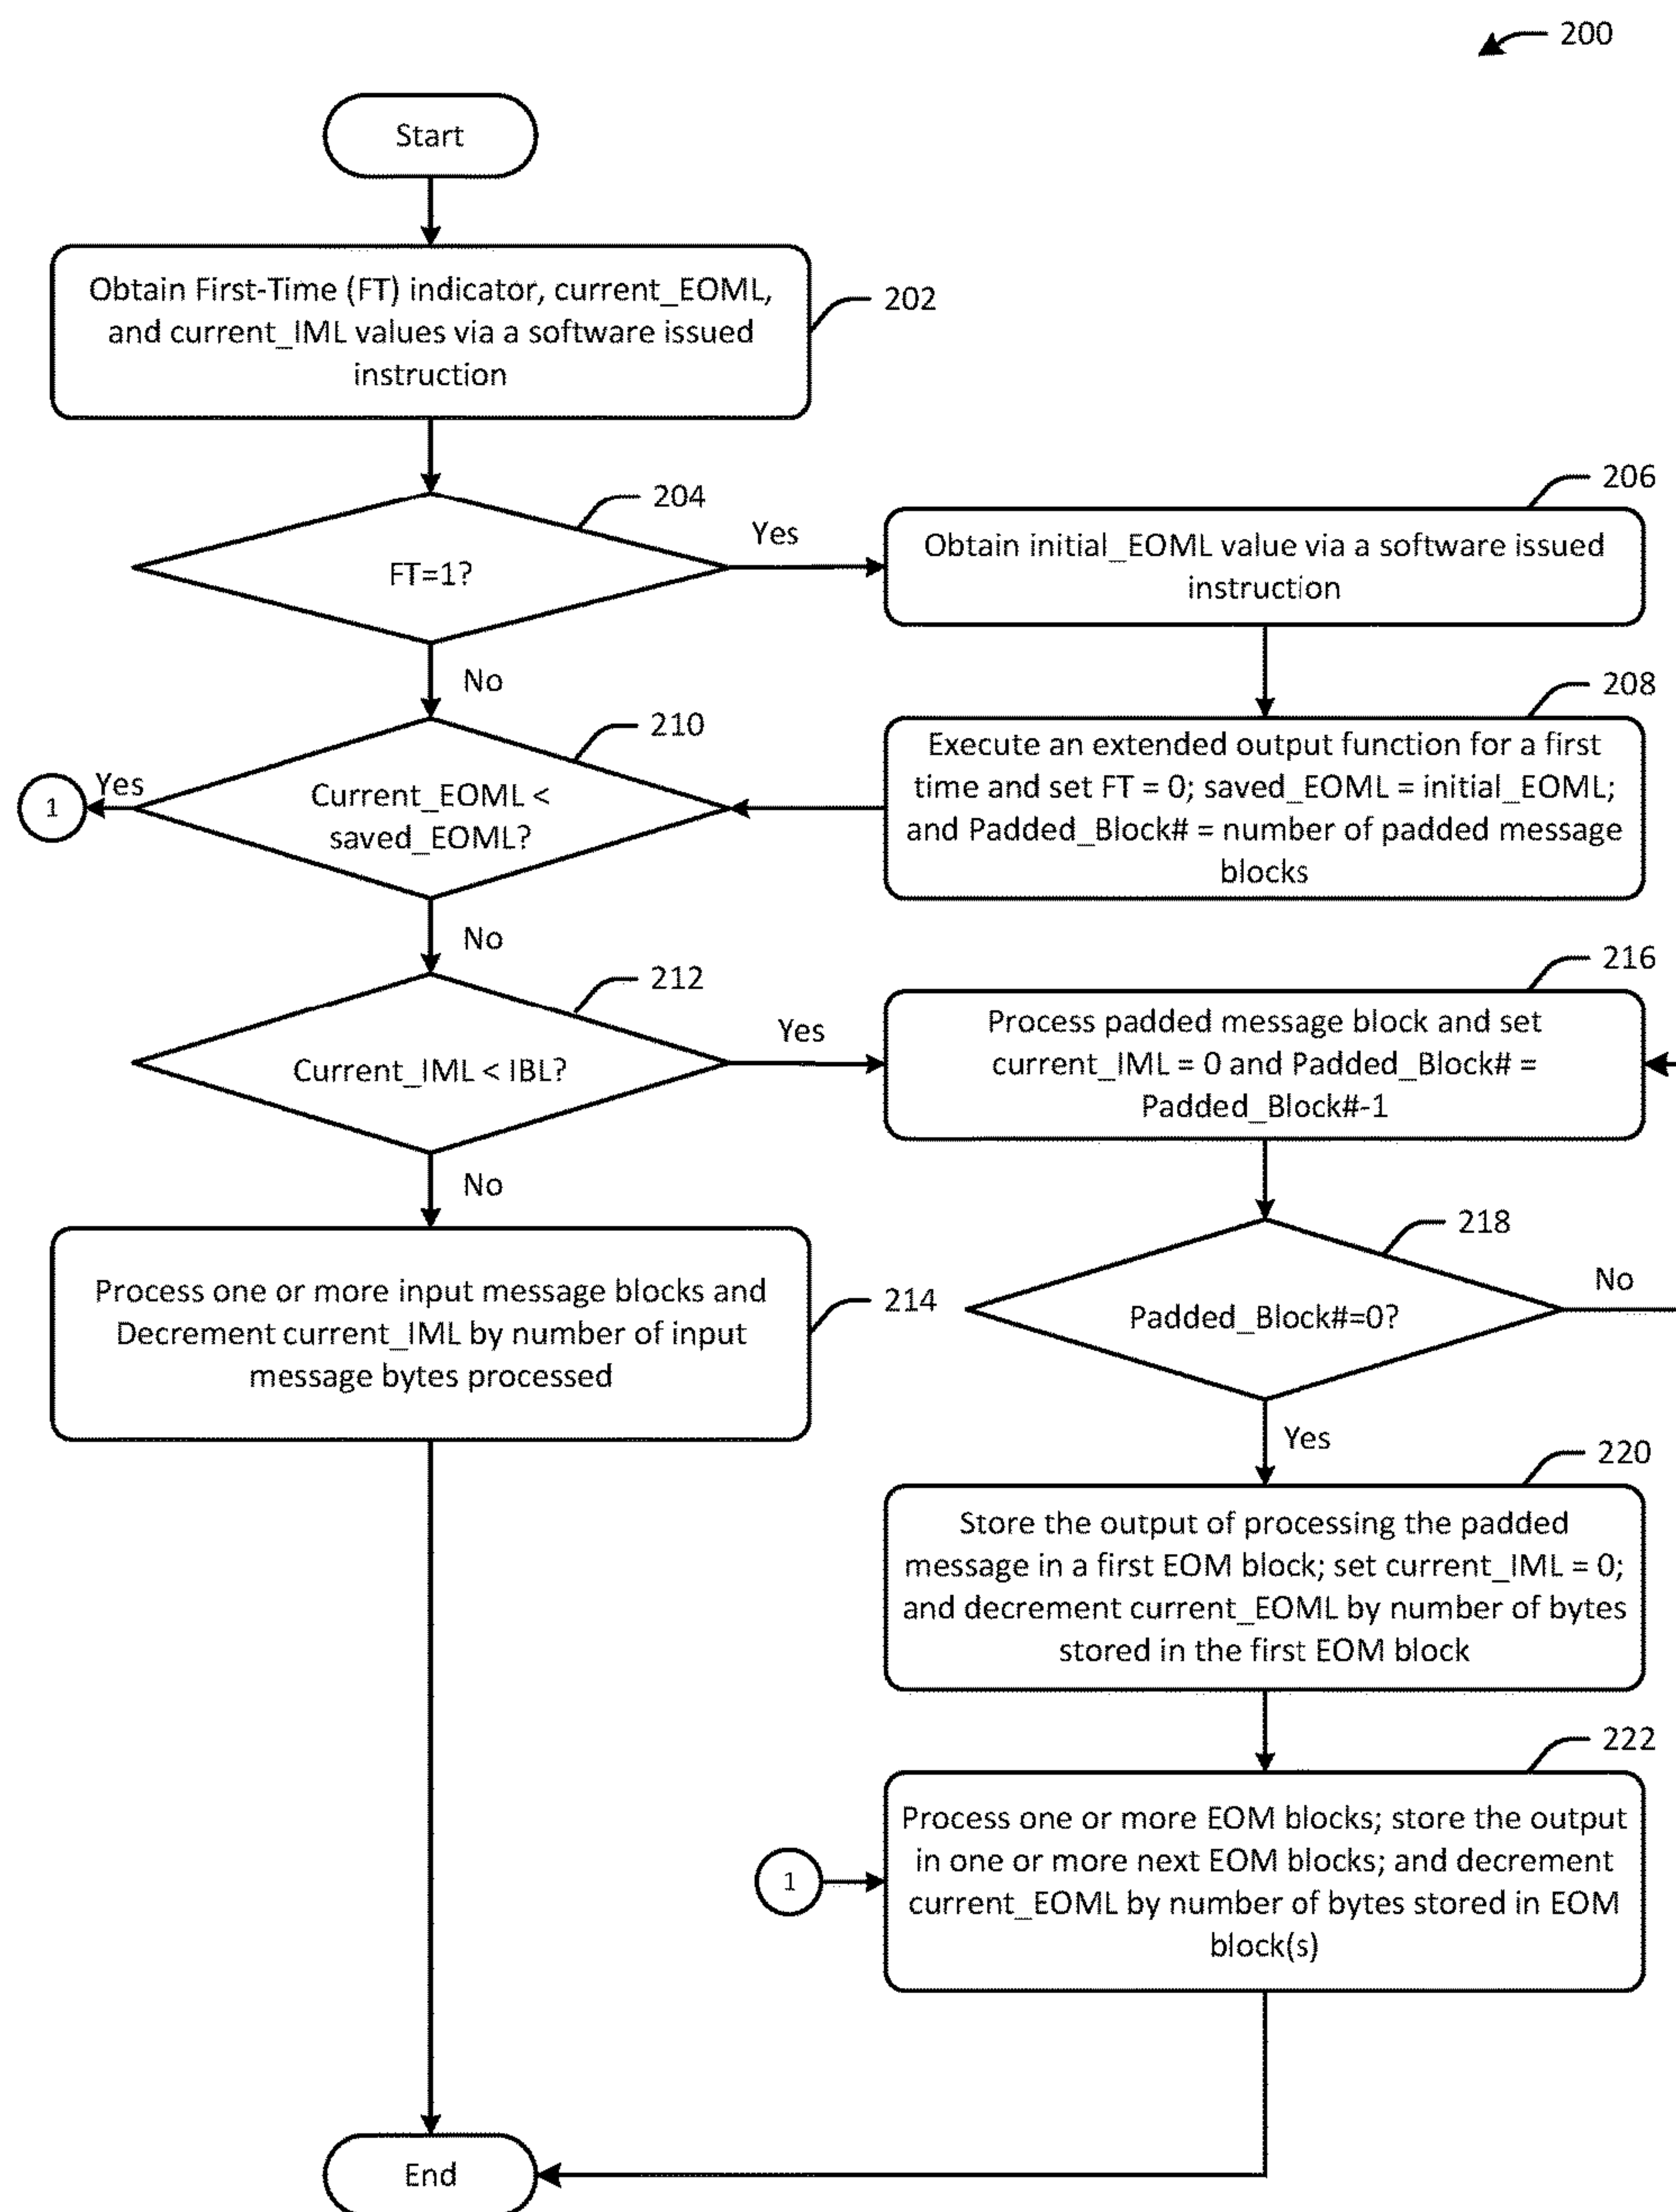 200
Start
Obtain First-Time (FT) indicator, current_EOML,
and current_IML values via a software issued
instruction
202
204
FT=1?
Yes
No
206
Obtain initial_EOML value via a software issued
instruction
208
Execute an extended output function for a first
time and set FT = 0; saved_EOML = initial_EOML;
and Padded_Block# = number of padded message
blocks
210
Current_EOML <
saved_EOML?
Yes
1
No
212
Current_IML < IBL?
Yes
No
216
Process padded message block and set
current_IML = 0 and Padded_Block# =
Padded_Block#-1
214
Process one or more input message blocks and
Decrement current_IML by number of input
message bytes processed
218
Padded_Block#=0?
No
Yes
220
Store the output of processing the padded
message in a first EOM block; set current_IML = 0;
and decrement current_EOML by number of bytes
stored in the first EOM block
222
1
Process one or more EOM blocks; store the output
in one or more next EOM blocks; and decrement
current_EOML by number of bytes stored in EOM
block(s)
End